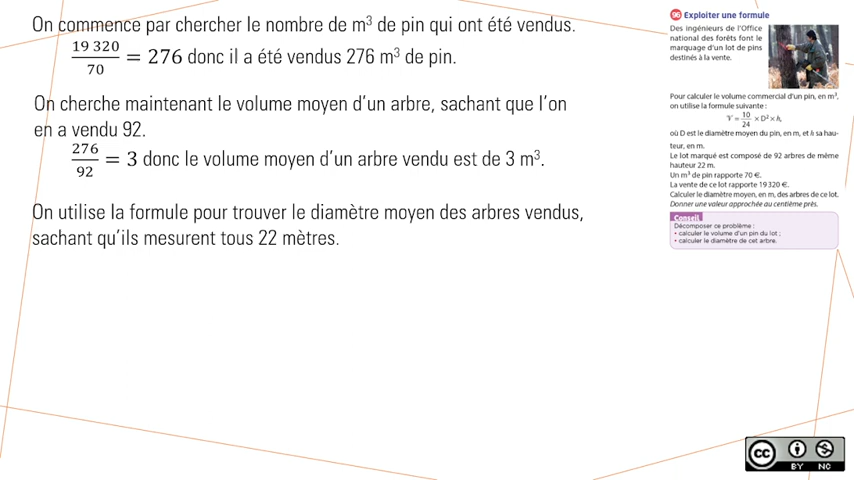 On commence par chercher le nombre de m³ de pin qui ont été vendus.
19 320 / 70 = 276 donc il a été vendus 276 m³ de pin.
On cherche maintenant le volume moyen d'un arbre, sachant que l'on
en a vendu 92.
276 / 92 = 3 donc le volume moyen d'un arbre vendu est de 3 m³.
On utilise la formule pour trouver le diamètre moyen des arbres vendus,
sachant qu'ils mesurent tous 22 mètres.
96 Exploiter une formule
Des ingénieurs de l'Office
national des forêts font le
marquage d'un lot de pins
destinés à la vente.
Pour calculer le volume commercial d'un pin, en m³,
on utilise la formule suivante :
V = 10/24 × D² × h,
où D est le diamètre moyen du pin, en m, et h sa hau-
teur, en m.
Le lot marqué est composé de 92 arbres de même
hauteur 22 m.
Un m³ de pin rapporte 70 €.
La vente de ce lot rapporte 19 320 €.
Calculer le diamètre moyen, en m, des arbres de ce lot.
Donner une valeur approchée au centième près.
Conseil
Décomposer ce problème :
• calculer le volume d'un pin du lot ;
• calculer le diamètre de cet arbre.
cc
BY NC